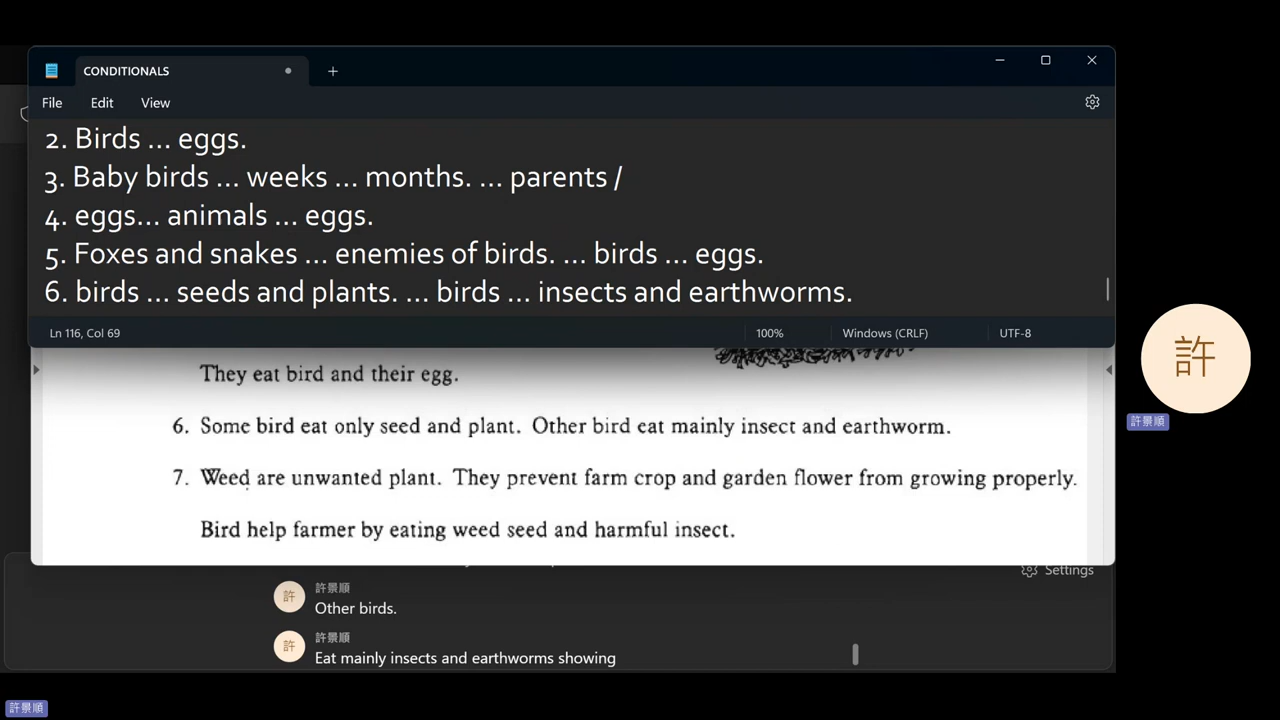 CONDITIONALS
File Edit View
2. Birds ... eggs.
3. Baby birds ... weeks ... months. ... parents /
4. eggs... animals ... eggs.
5. Foxes and snakes ... enemies of birds. ... birds ... eggs.
6. birds ... seeds and plants. ... birds ... insects and earthworms.
Ln 116, Col 69 100% Windows (CRLF) UTF-8
They eat bird and their egg.
6. Some bird eat only seed and plant. Other bird eat mainly insect and earthworm.
7. Weed are unwanted plant. They prevent farm crop and garden flower from growing properly.
Bird help farmer by eating weed seed and harmful insect.
Settings
許 許景順
Other birds.
許 許景順
Eat mainly insects and earthworms showing
許
許景順
許景順